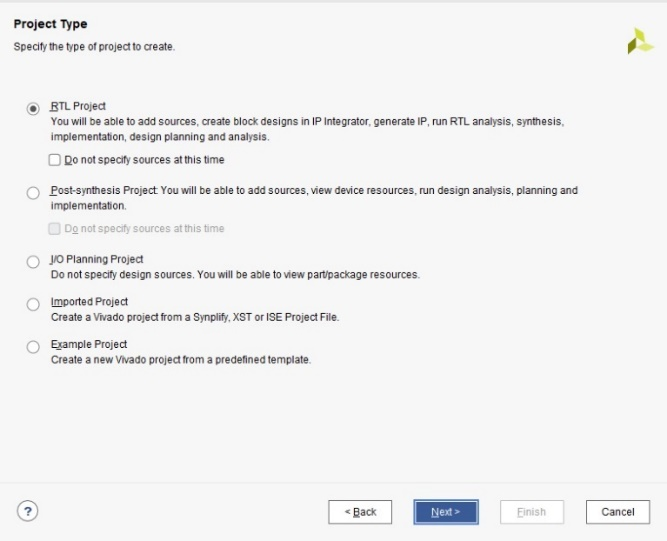 Project Type
Specify the type of project to create.
RTL Project
You will be able to add sources, create block designs in IP Integrator, generate IP, run RTL analysis, synthesis,
implementation, design planning and analysis.
Do not specify sources at this time
Post-synthesis Project: You will be able to add sources, view device resources, run design analysis, planning and
implementation.
Do not specify sources at this time
I/O Planning Project
Do not specify design sources. You will be able to view part/package resources.
Imported Project
Create a Vivado project from a Synplify, XST or ISE Project File.
Example Project
Create a new Vivado project from a predefined template.
? < Back Next > Finish Cancel